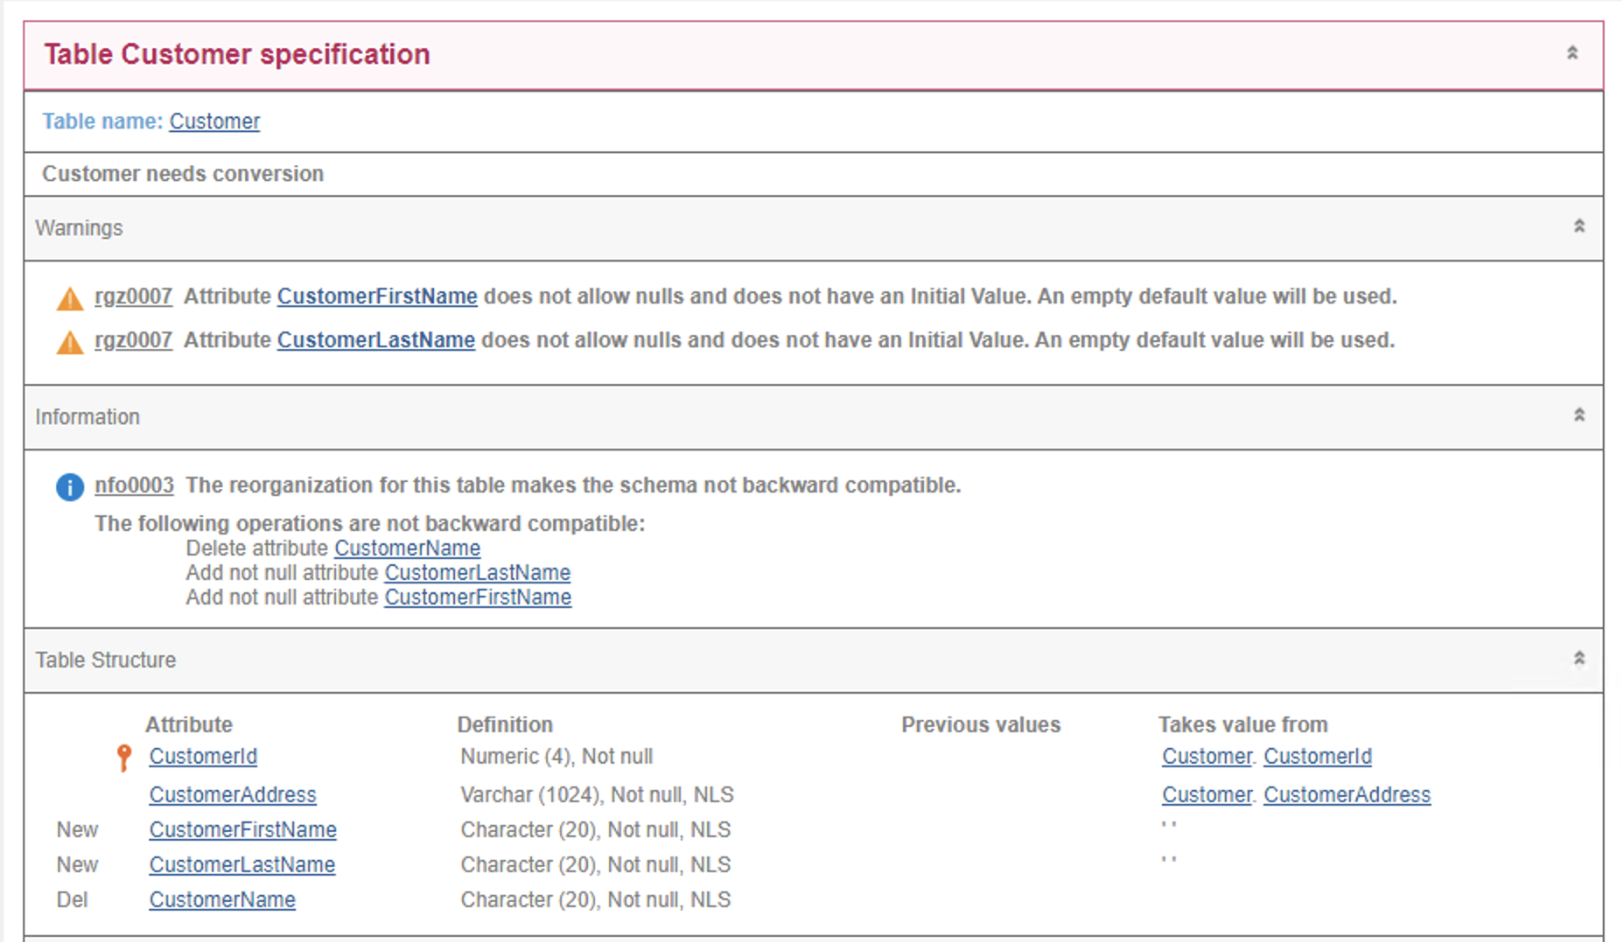 Table Customer specification
Table name: Customer
Customer needs conversion
Warnings
rgz0007 Attribute CustomerFirstName does not allow nulls and does not have an Initial Value. An empty default value will be used.
rgz0007 Attribute CustomerLastName does not allow nulls and does not have an Initial Value. An empty default value will be used.
Information
nfo0003 The reorganization for this table makes the schema not backward compatible.
The following operations are not backward compatible:
Delete attribute CustomerName
Add not null attribute CustomerLastName
Add not null attribute CustomerFirstName
Table Structure
Attribute Definition Previous values Takes value from
CustomerId Numeric (4), Not null Customer. CustomerId
CustomerAddress Varchar (1024), Not null, NLS Customer. CustomerAddress
New CustomerFirstName Character (20), Not null, NLS ' '
New CustomerLastName Character (20), Not null, NLS ' '
Del CustomerName Character (20), Not null, NLS